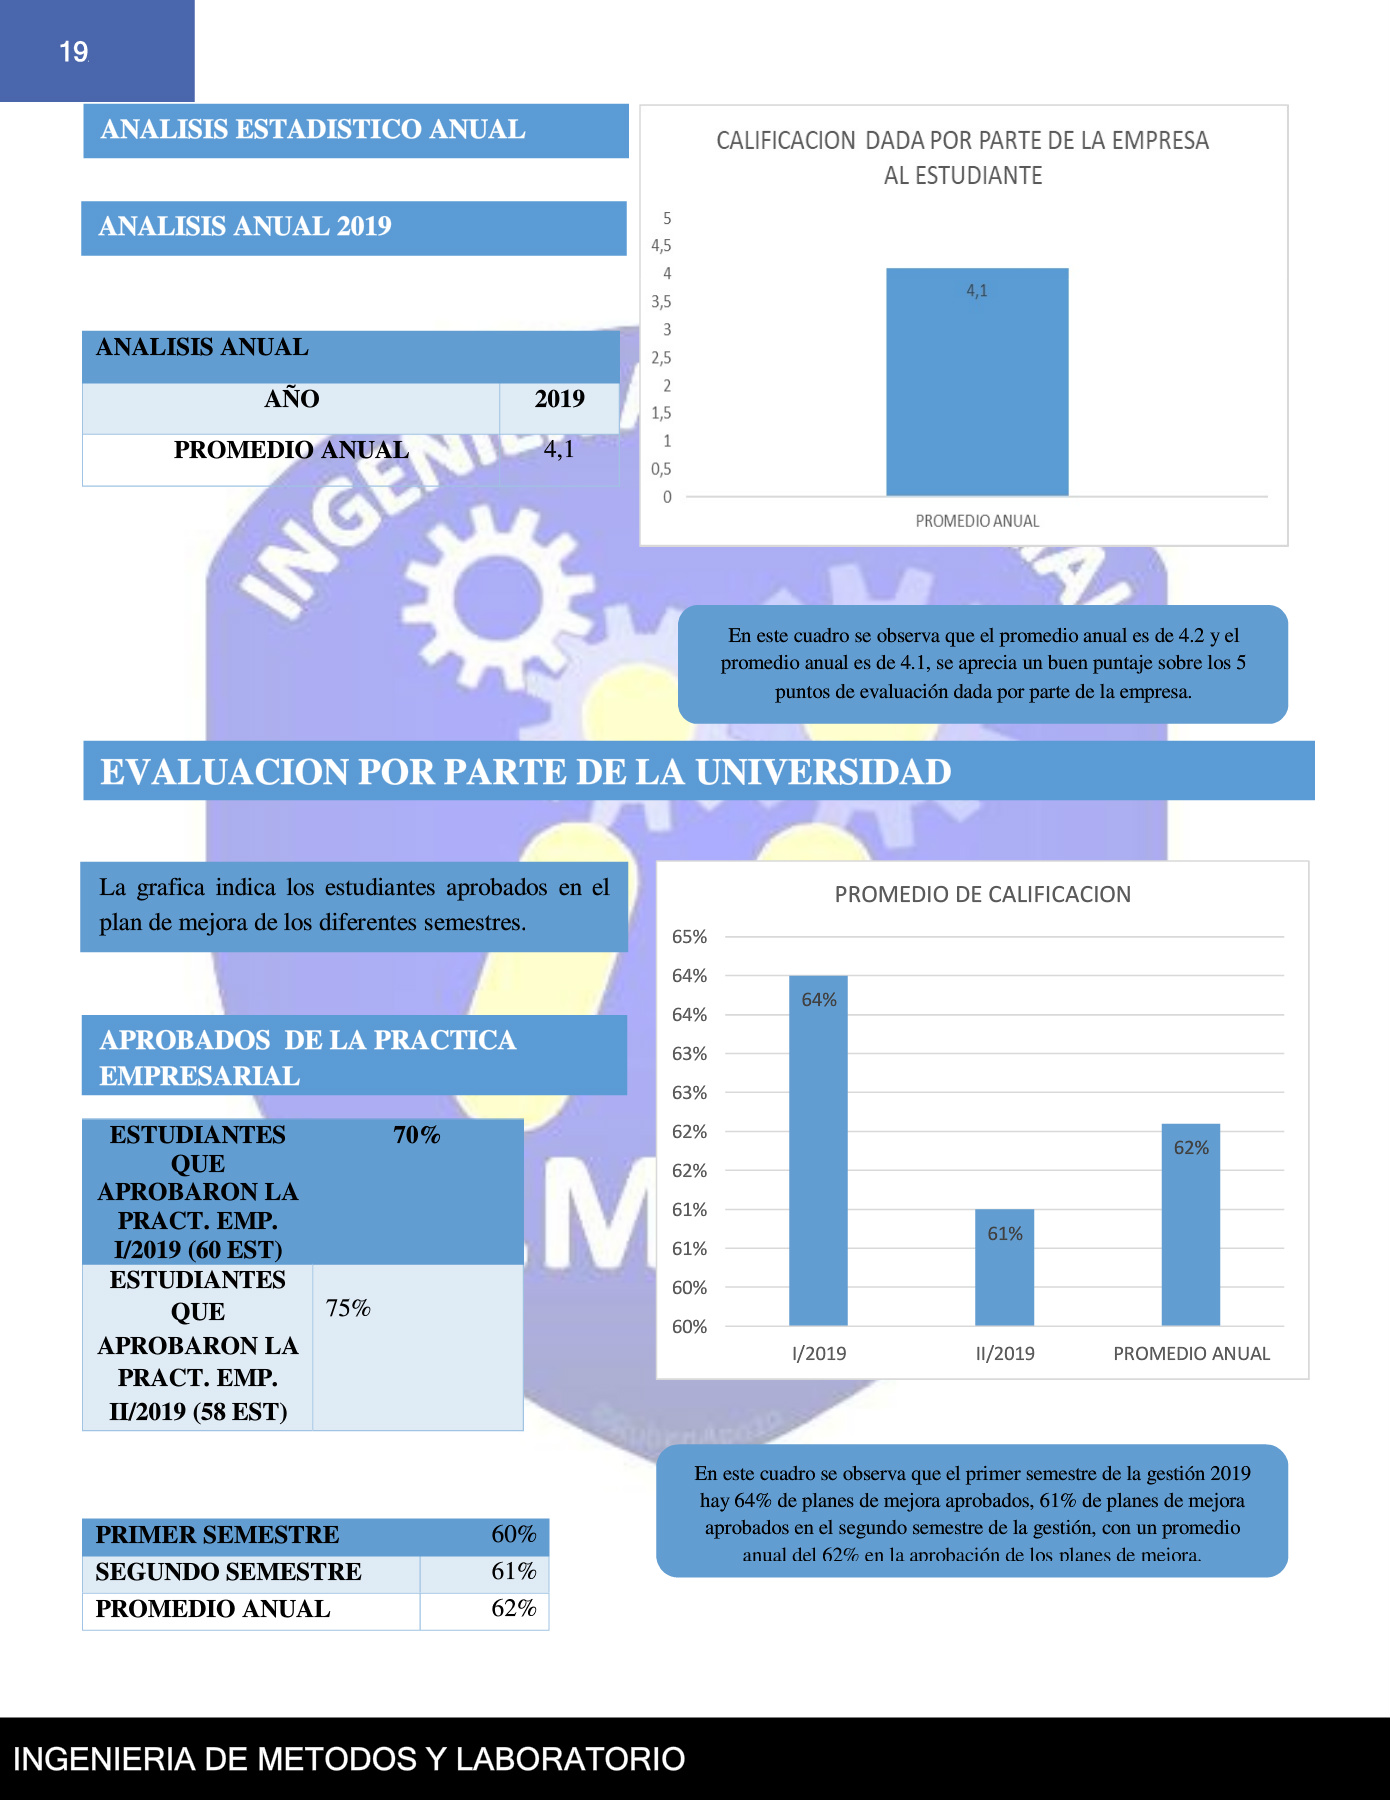 19
ANALISIS ESTADISTICO ANUAL
ANALISIS ANUAL 2019
ANALISIS ANUAL
AÑO 2019
PROMEDIO ANUAL 4,1
CALIFICACION DADA POR PARTE DE LA EMPRESA
AL ESTUDIANTE
5
4,5
4
3,5
3
2,5
2
1,5
1
0,5
0
4,1
PROMEDIO ANUAL
En este cuadro se observa que el promedio anual es de 4.2 y el
promedio anual es de 4.1, se aprecia un buen puntaje sobre los 5
puntos de evaluación dada por parte de la empresa.
EVALUACION POR PARTE DE LA UNIVERSIDAD
La grafica indica los estudiantes aprobados en el
plan de mejora de los diferentes semestres.
APROBADOS DE LA PRACTICA
EMPRESARIAL
ESTUDIANTES 70%
QUE
APROBARON LA
PRACT. EMP.
I/2019 (60 EST)
ESTUDIANTES
QUE 75%
APROBARON LA
PRACT. EMP.
II/2019 (58 EST)
PRIMER SEMESTRE 60%
SEGUNDO SEMESTRE 61%
PROMEDIO ANUAL 62%
PROMEDIO DE CALIFICACION
65%
64%
64%
63%
63%
62%
62%
61%
61%
60%
60%
64%
61%
62%
I/2019 II/2019 PROMEDIO ANUAL
En este cuadro se observa que el primer semestre de la gestión 2019
hay 64% de planes de mejora aprobados, 61% de planes de mejora
aprobados en el segundo semestre de la gestión, con un promedio
anual del 62% en la aprobación de los planes de mejora.
INGENIERIA DE METODOS Y LABORATORIO